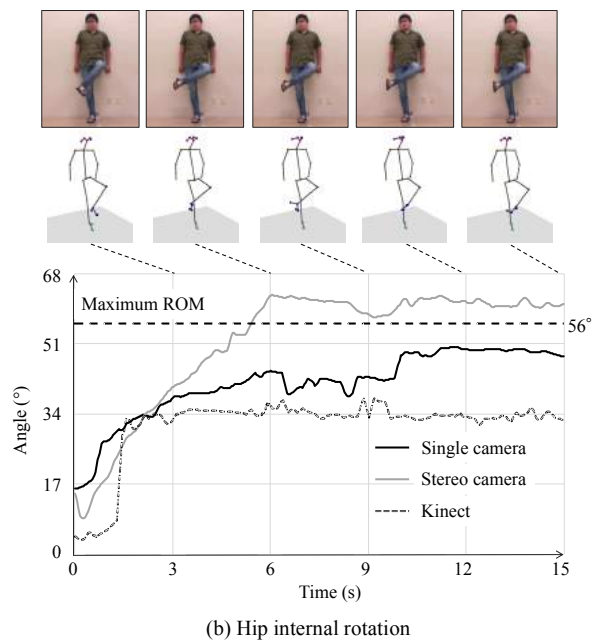 68
Maximum ROM
56°
51
34
17
0
Angle (°)
Single camera
Stereo camera
Kinect
0
3
6
9
12
15
Time (s)
(b) Hip internal rotation